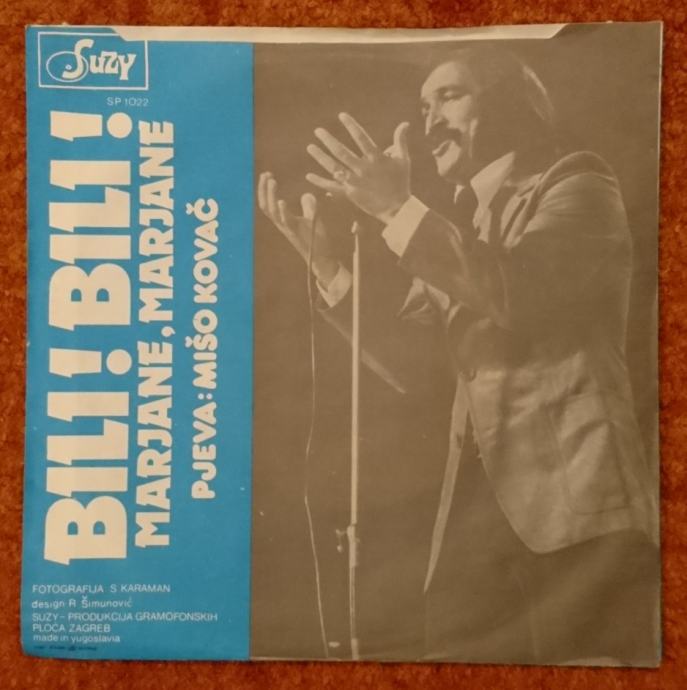 Suzy
SP 1022
BILI! BILI!
MARJANE, MARJANE
PJEVA: MIŠO KOVAČ
FOTOGRAFIJA S. KARAMAN
design R. Šimunović
SUZY – PRODUKCIJA GRAMOFONSKIH
PLOČA ZAGREB
made in yugoslavia